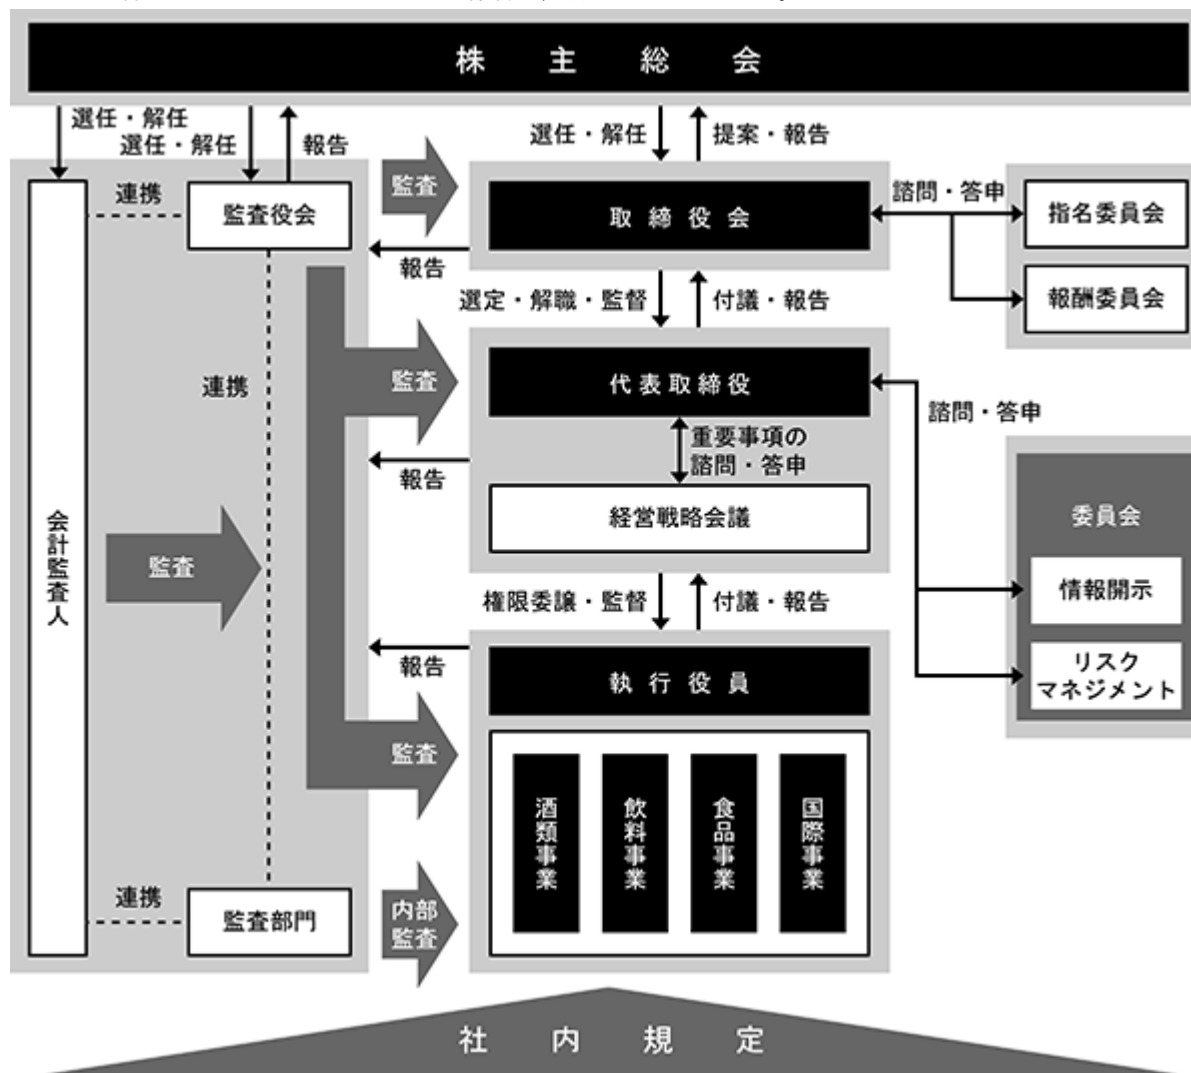 株主総会
選任・解任
選任・解任
報告
選任・解任
提案・報告
連携
監査役会
監査
取締役会
諮問・答申
指名委員会
報酬委員会
報告
選定・解職・監督
付議・報告
連携
監査
代表取締役
諮問・答申
重要事項の
諮問・答申
報告
経営戦略会議
委員会
情報開示
リスク
マネジメント
会計監査人
監査
権限委譲・監督
付議・報告
報告
執行役員
監査
酒類事業
飲料事業
食品事業
国際事業
連携
監査部門
内部
監査
社内規定